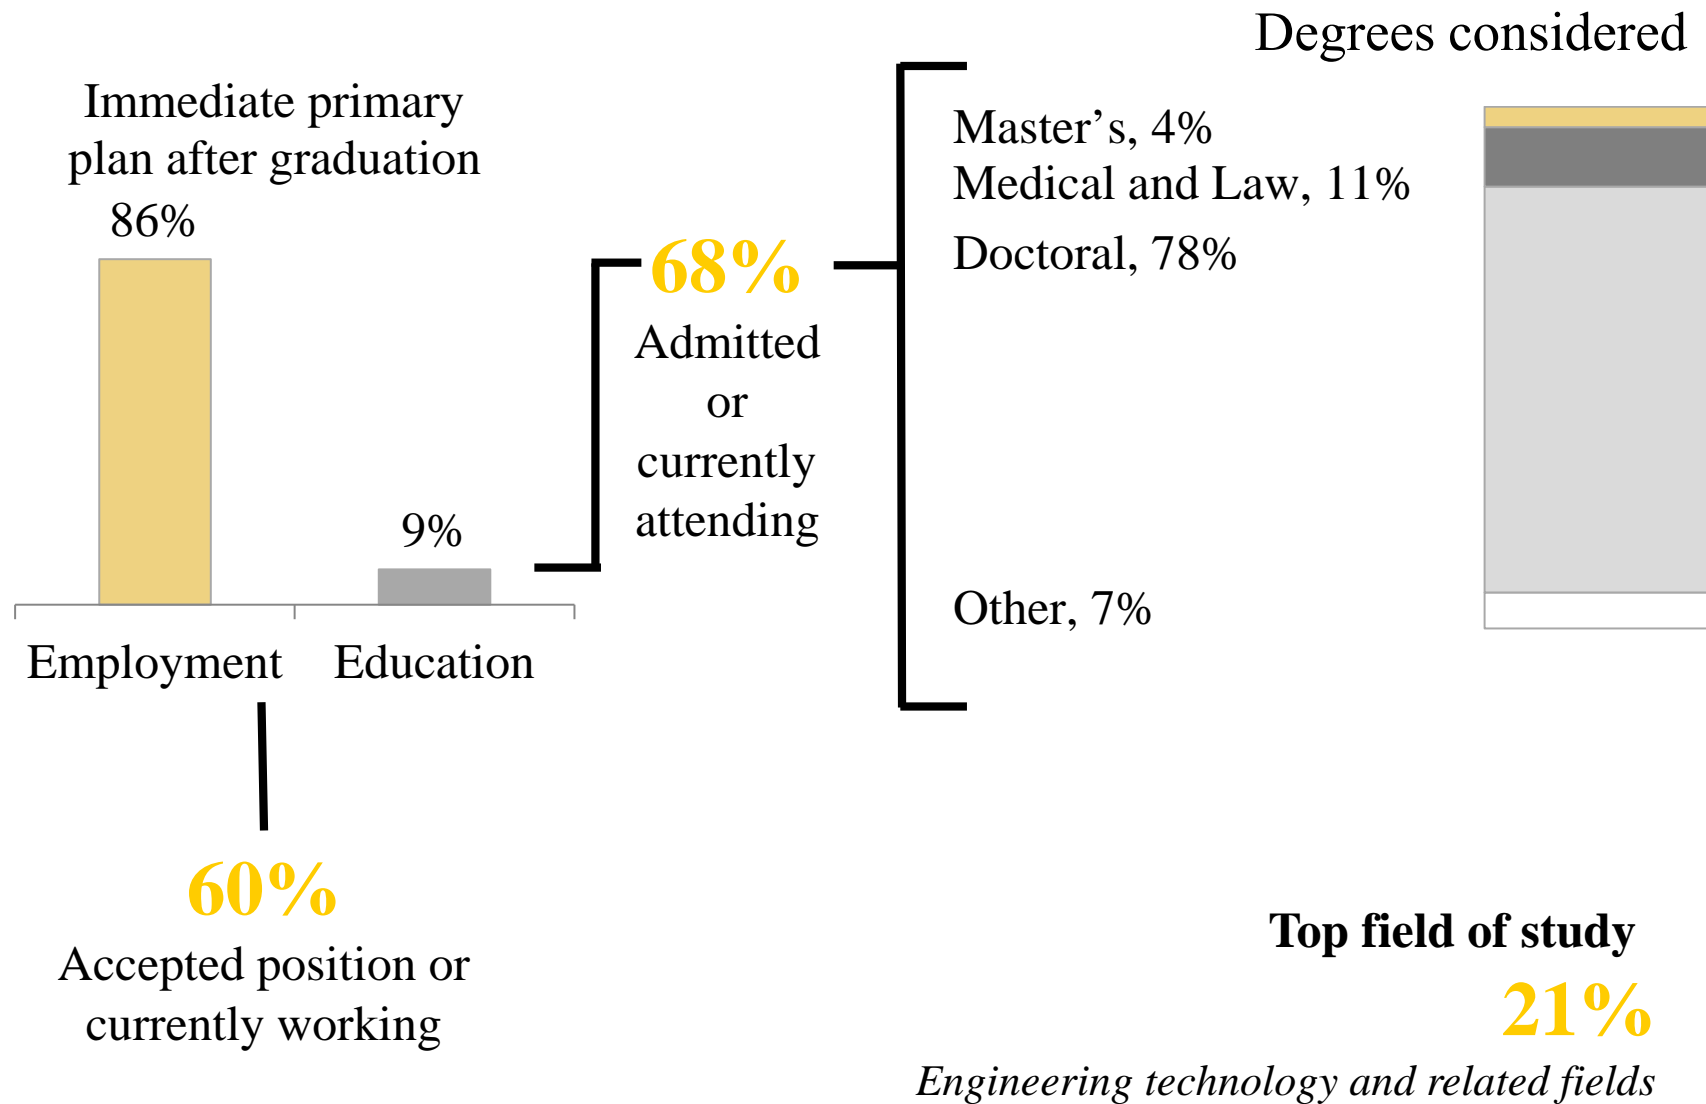 Immediate primary
plan after graduation
86%
9%
Employment
Education
60%
Accepted position or
currently working
68%
Admitted
or
currently
attending
Degrees considered
Master’s, 4%
Medical and Law, 11%
Doctoral, 78%
Other, 7%
Top field of study
21%
Engineering technology and related fields